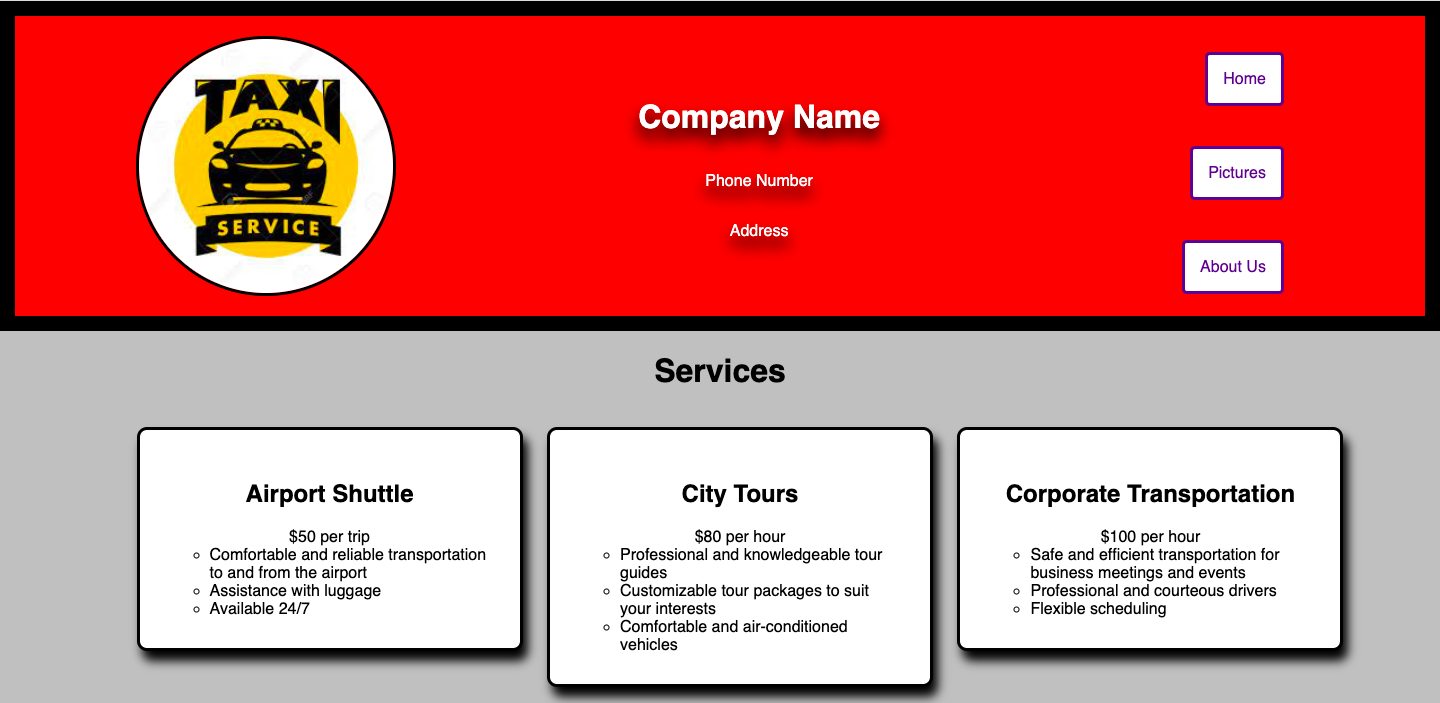 TAXI
SERVICE
Company Name
Phone Number
Address
Home
Pictures
About Us
Services
Airport Shuttle
$50 per trip
Comfortable and reliable transportation
to and from the airport
Assistance with luggage
Available 24/7
City Tours
$80 per hour
Professional and knowledgeable tour
guides
Customizable tour packages to suit
your interests
Comfortable and air-conditioned
vehicles
Corporate Transportation
$100 per hour
Safe and efficient transportation for
business meetings and events
Professional and courteous drivers
Flexible scheduling